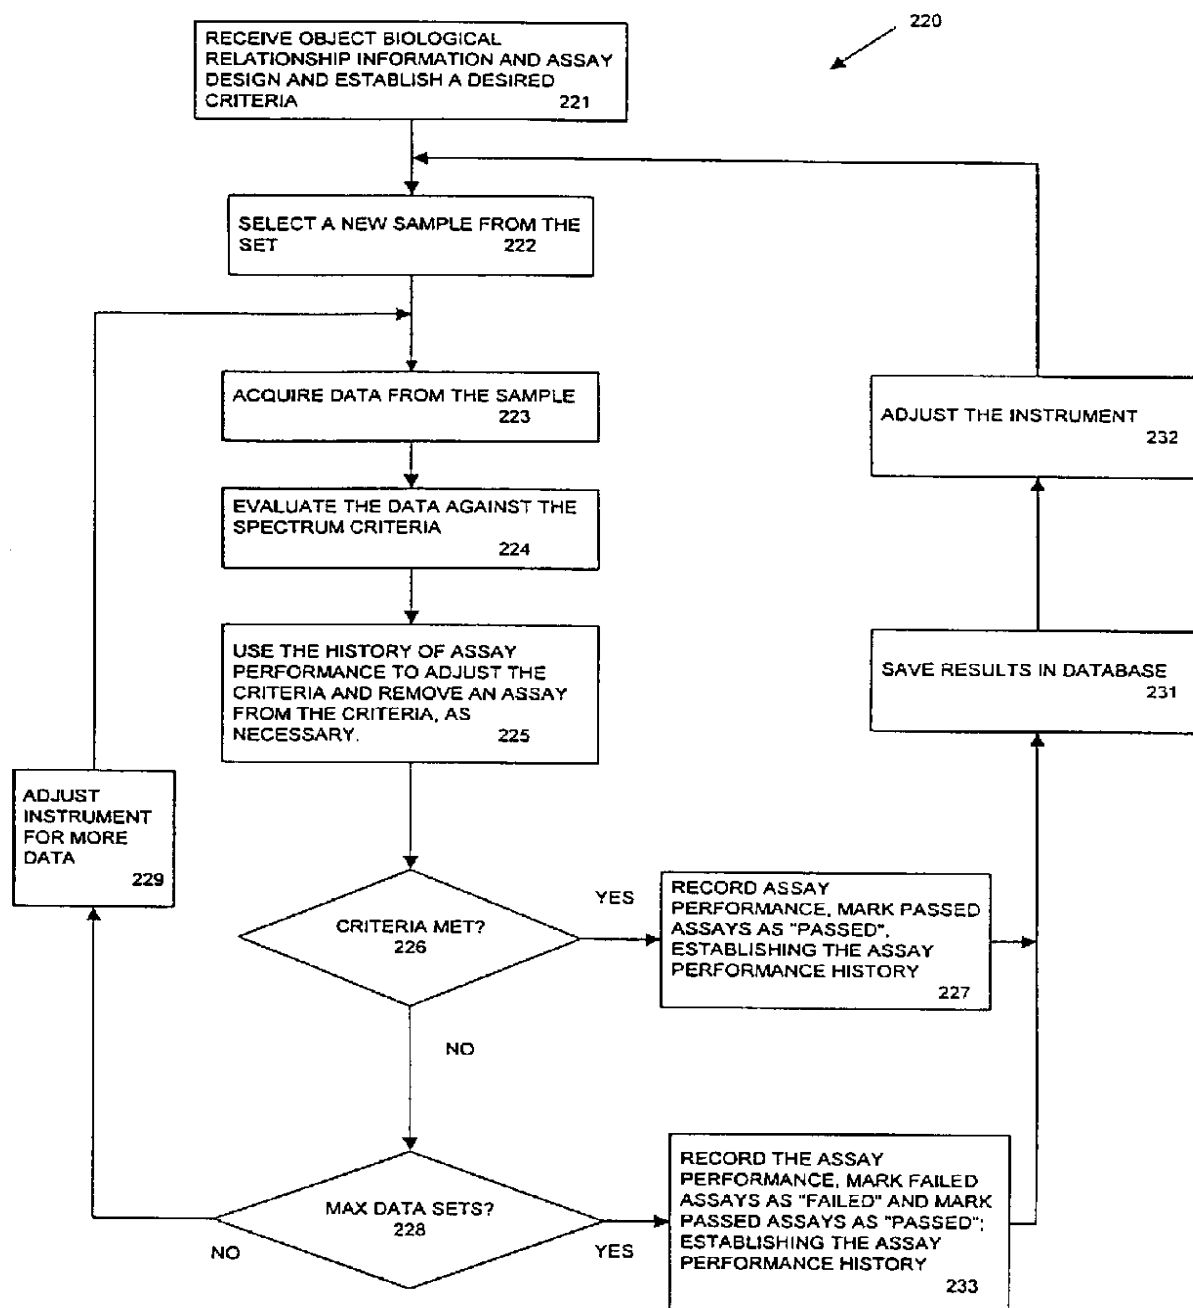 220
RECEIVE OBJECT BIOLOGICAL
RELATIONSHIP INFORMATION AND ASSAY
DESIGN AND ESTABLISH A DESIRED
CRITERIA 221
SELECT A NEW SAMPLE FROM THE
SET 222
ACQUIRE DATA FROM THE SAMPLE
223
ADJUST THE INSTRUMENT
232
EVALUATE THE DATA AGAINST THE
SPECTRUM CRITERIA
224
USE THE HISTORY OF ASSAY
PERFORMANCE TO ADJUST THE
CRITERIA AND REMOVE AN ASSAY
FROM THE CRITERIA, AS
NECESSARY. 225
SAVE RESULTS IN DATABASE
231
ADJUST
INSTRUMENT
FOR MORE
DATA
229
CRITERIA MET?
226
YES
RECORD ASSAY
PERFORMANCE, MARK PASSED
ASSAYS AS "PASSED",
ESTABLISHING THE ASSAY
PERFORMANCE HISTORY
227
NO
MAX DATA SETS?
228
NO
YES
RECORD THE ASSAY
PERFORMANCE, MARK FAILED
ASSAYS AS "FAILED" AND MARK
PASSED ASSAYS AS "PASSED";
ESTABLISHING THE ASSAY
PERFORMANCE HISTORY
233